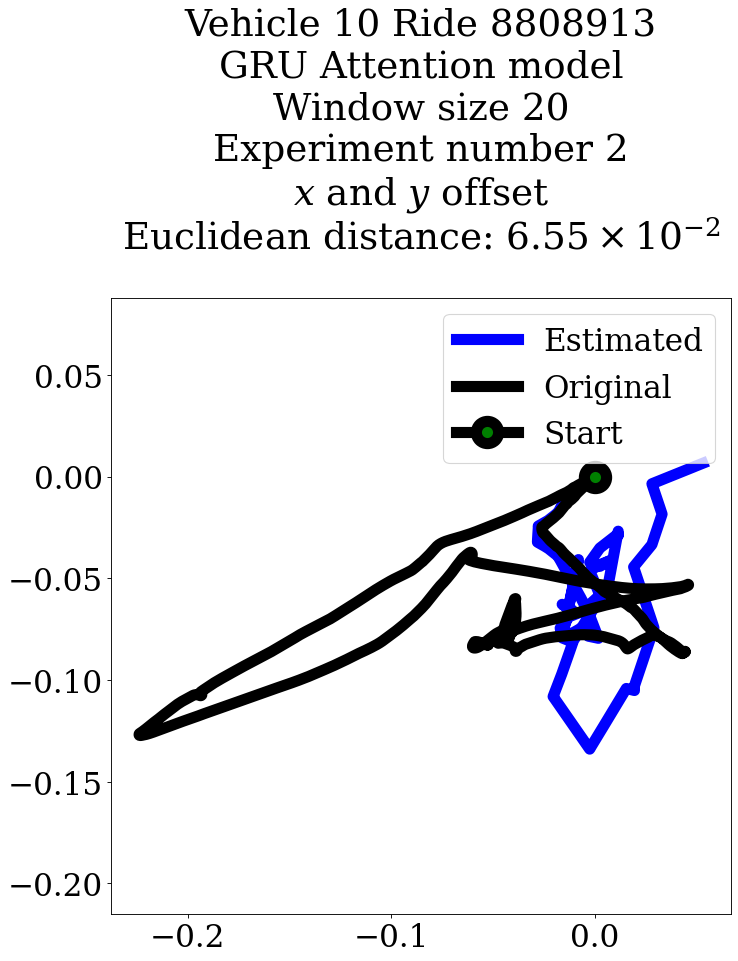 Vehicle 10 Ride 8808913
GRU Attention model
Window size 20
Experiment number 2
x and y offset
Euclidean distance: 6.55 × 10⁻²
Estimated
Original
Start
0.05
0.00
−0.05
−0.10
−0.15
−0.20
−0.2 −0.1 0.0